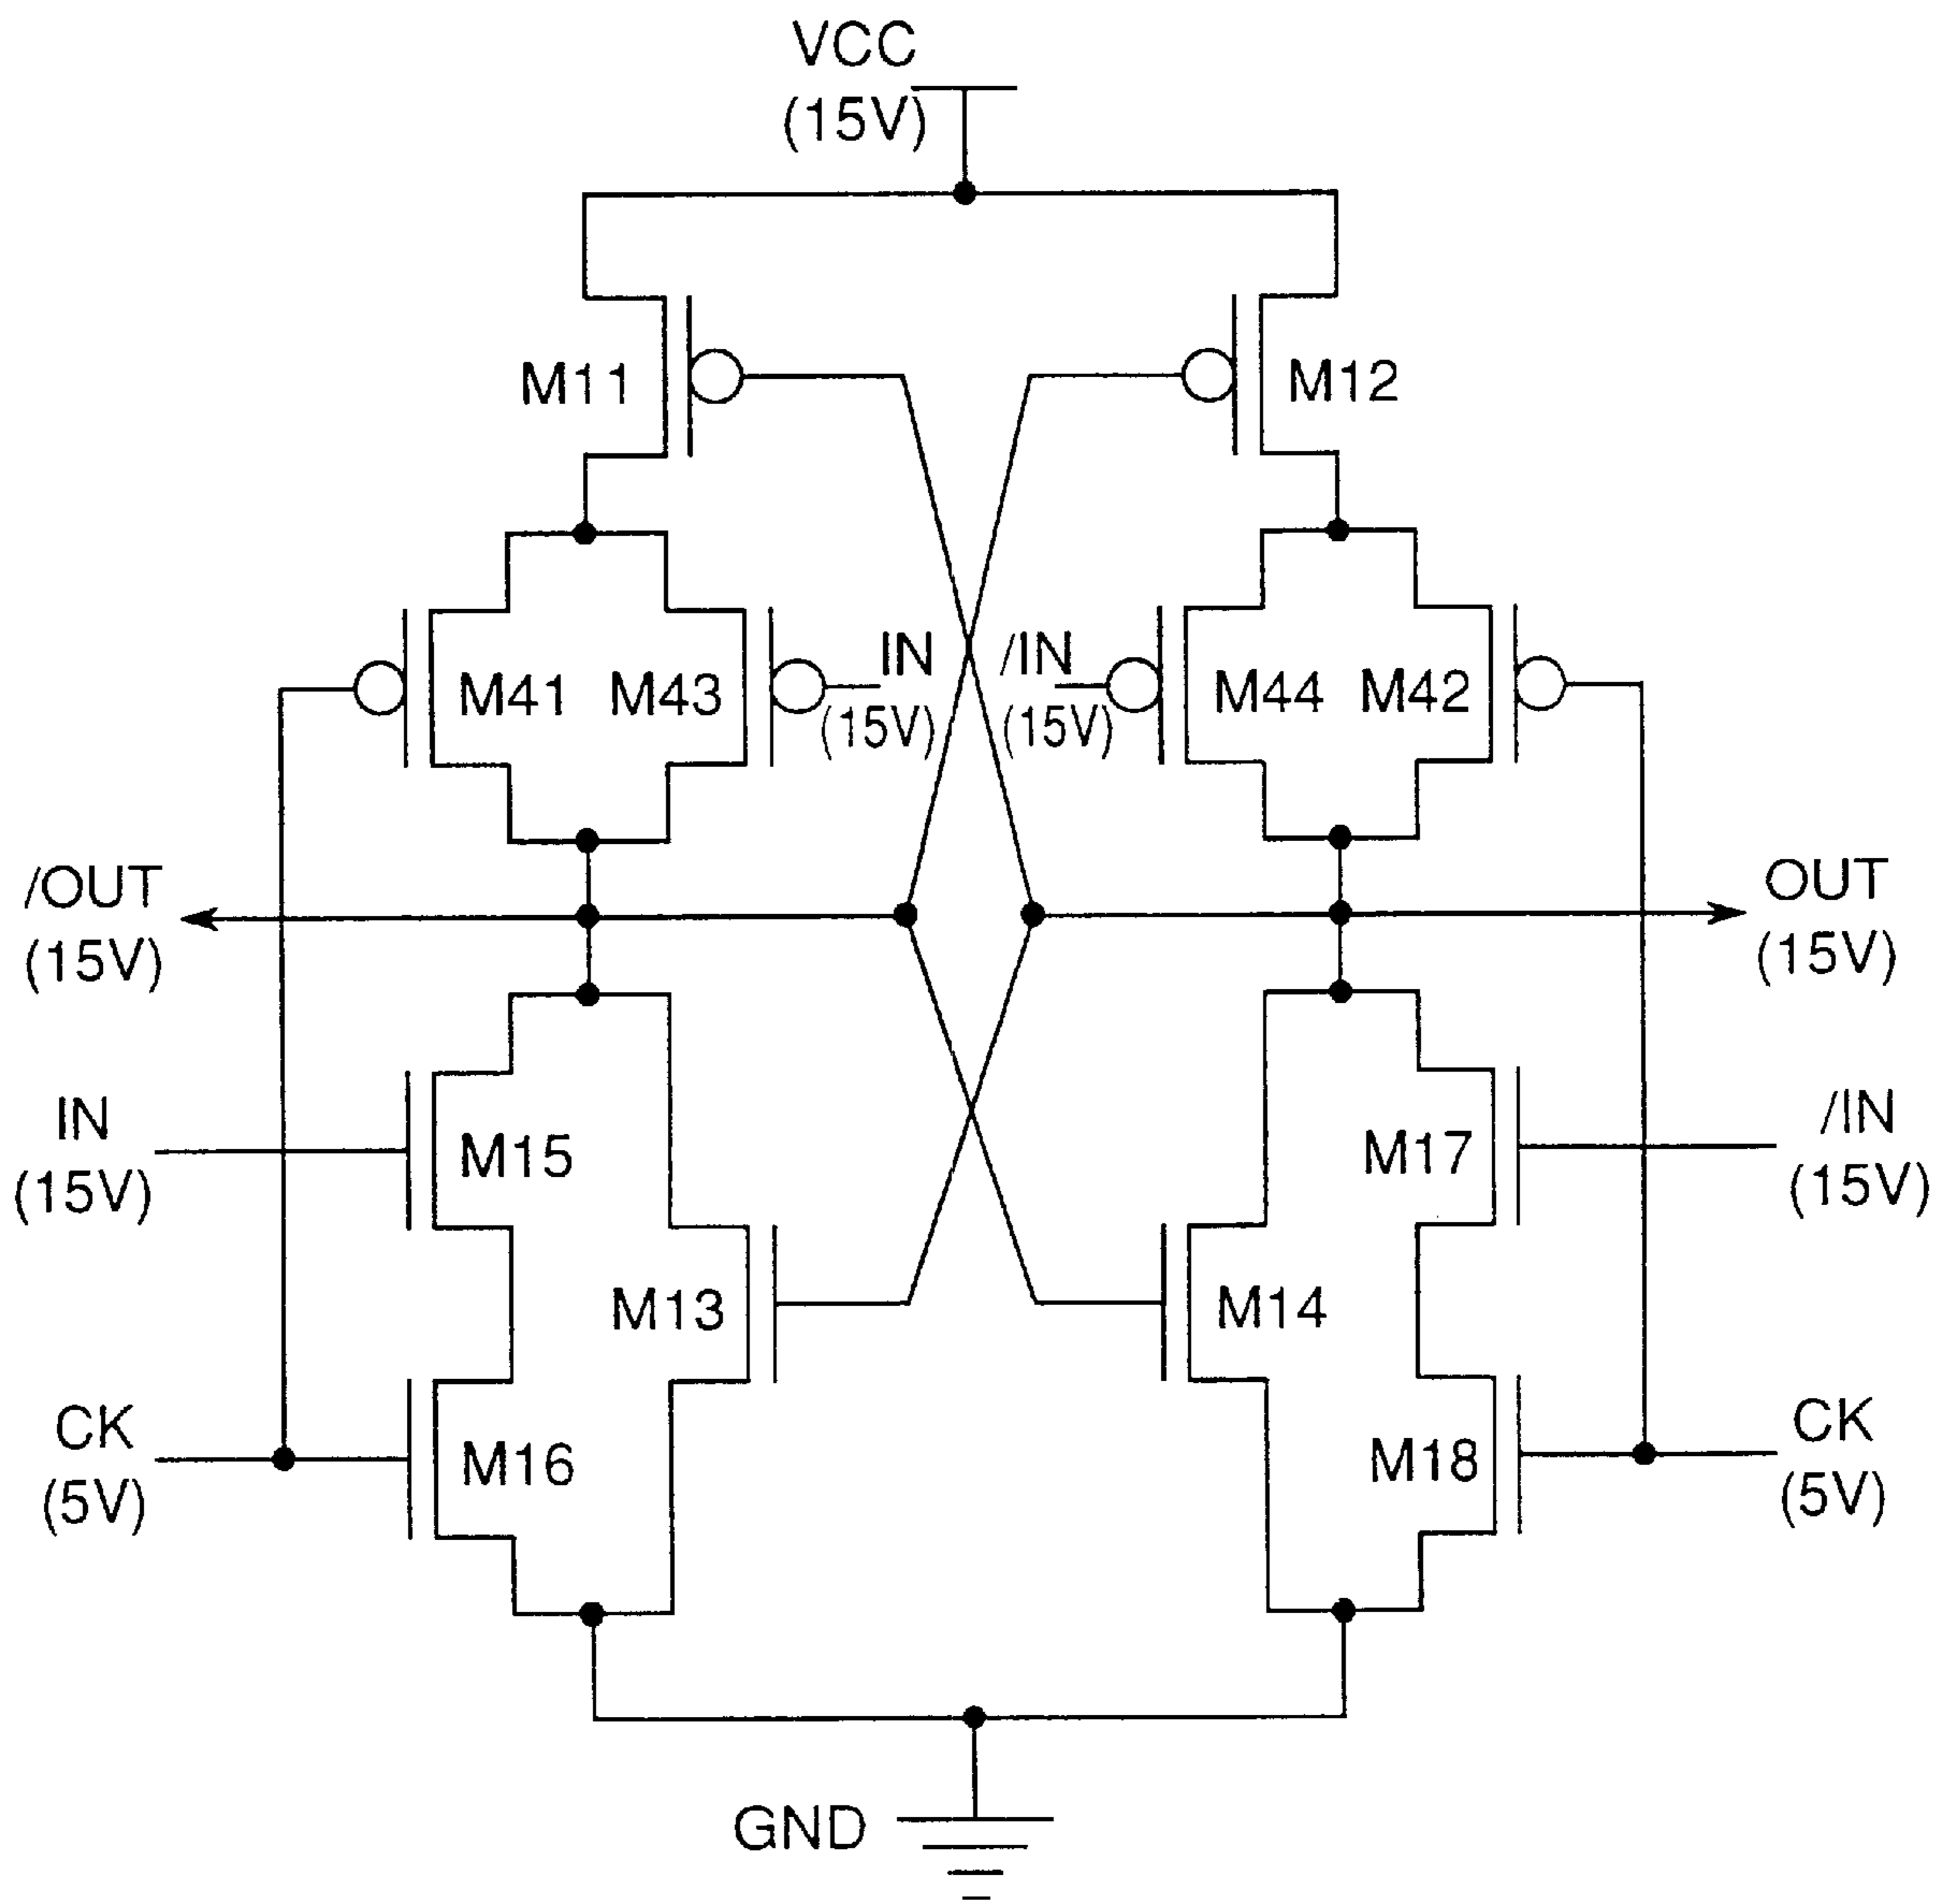 VCC
(15V)
M11
M12
IN
/IN
M41
M43
M44
M42
(15V)
(15V)
/OUT
OUT
(15V)
(15V)
IN
/IN
M15
M17
(15V)
(15V)
M13
M14
CK
CK
M16
M18
(5V)
(5V)
GND